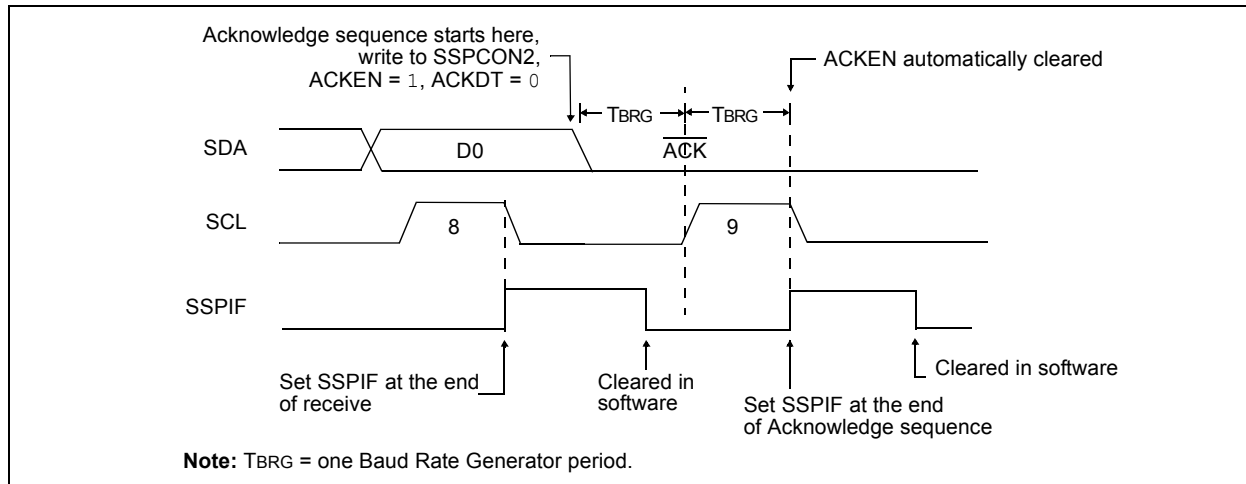 Acknowledge sequence starts here,
write to SSPCON2,
ACKEN = 1, ACKDT = 0
ACKEN automatically cleared
TBRG
TBRG
SDA
D0
ACK
SCL
8
9
SSPIF
Set SSPIF at the end
of receive
Cleared in
software
Set SSPIF at the end
of Acknowledge sequence
Cleared in software
Note: TBRG = one Baud Rate Generator period.